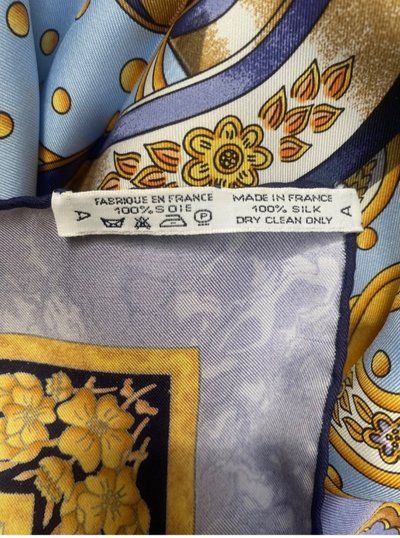 FABRIQUE EN FRANCE
100% SOIE
A
P
MADE IN FRANCE
100% SILK
DRY CLEAN ONLY
A